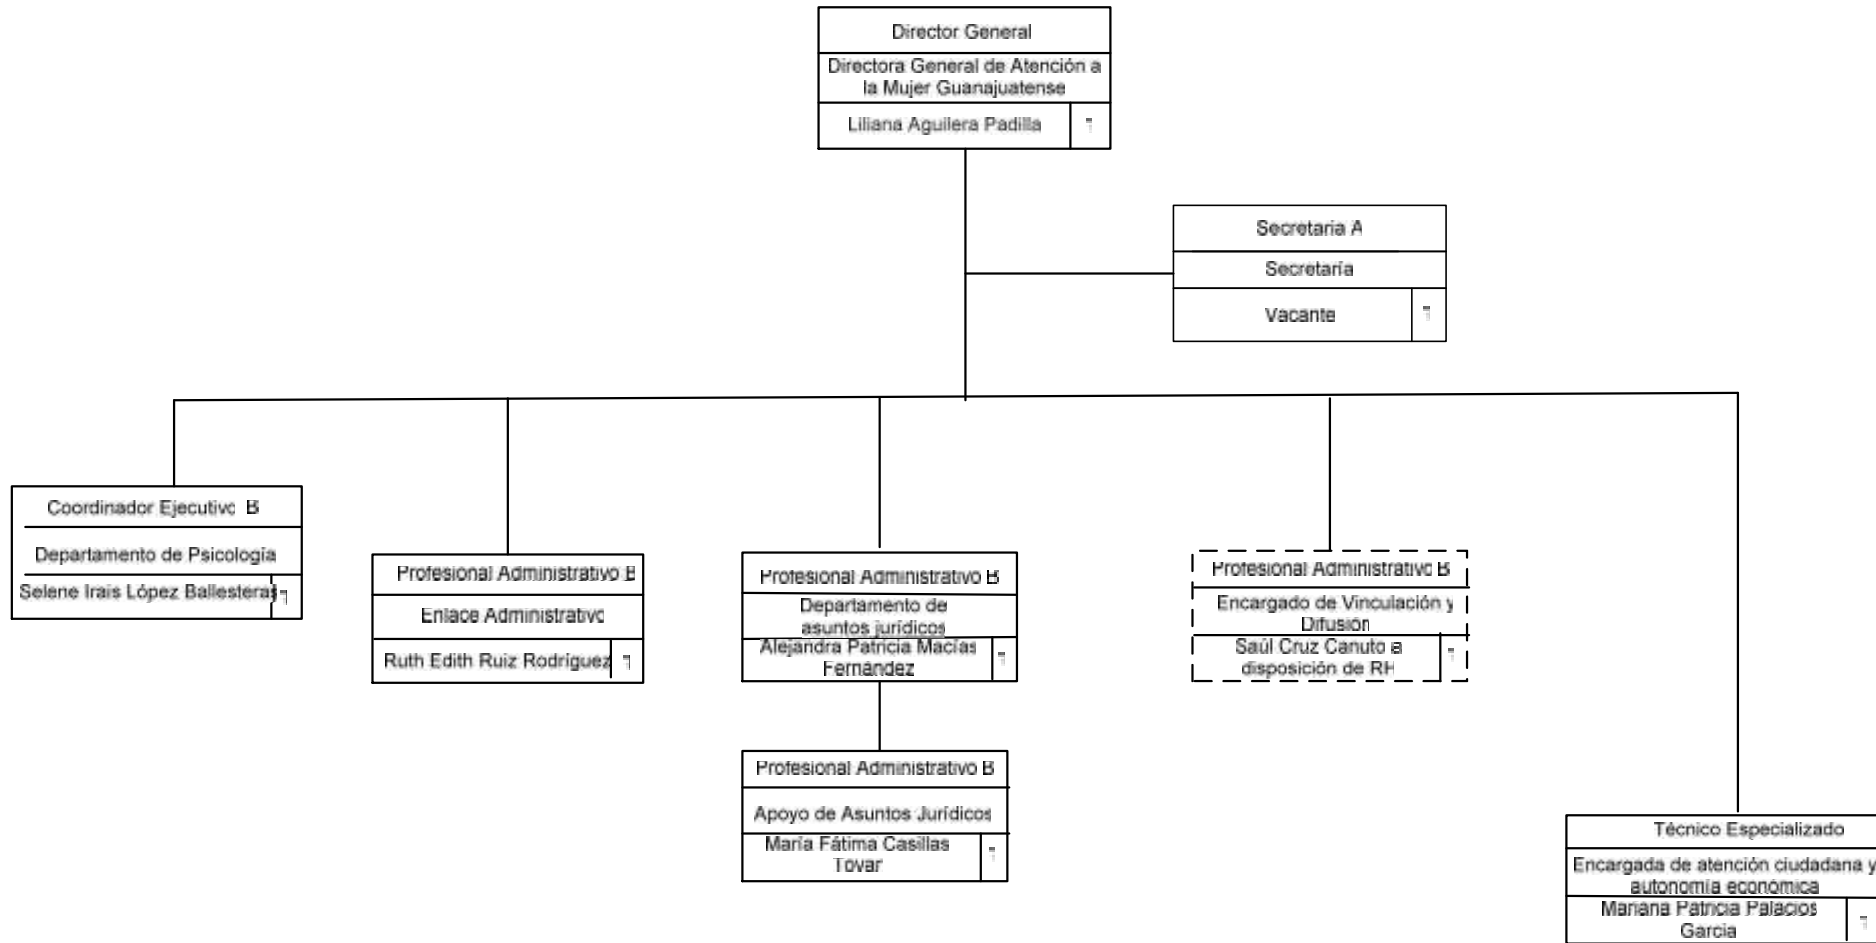 Director General
Directora General de Atención a
la Mujer Guanajuatense
Liliana Aguilera Padilla
Secretaria A
Secretaría
Vacante
Coordinador Ejecutivo B
Departamento de Psicología
Selene Irais López Ballesteras
Profesional Administrativo B
Enlace Administrativo
Ruth Edith Ruiz Rodríguez
Profesional Administrativo B
Departamento de
asuntos jurídicos
Alejandra Patricia Macías
Fernández
Profesional Administrativo B
Encargado de Vinculación y
Difusión
Saúl Cruz Canuto a
disposición de RH
Profesional Administrativo B
Apoyo de Asuntos Jurídicos
María Fátima Casillas
Tovar
Técnico Especializado
Encargada de atención ciudadana y
autonomía económica
Mariana Patricia Palacios
Garcia